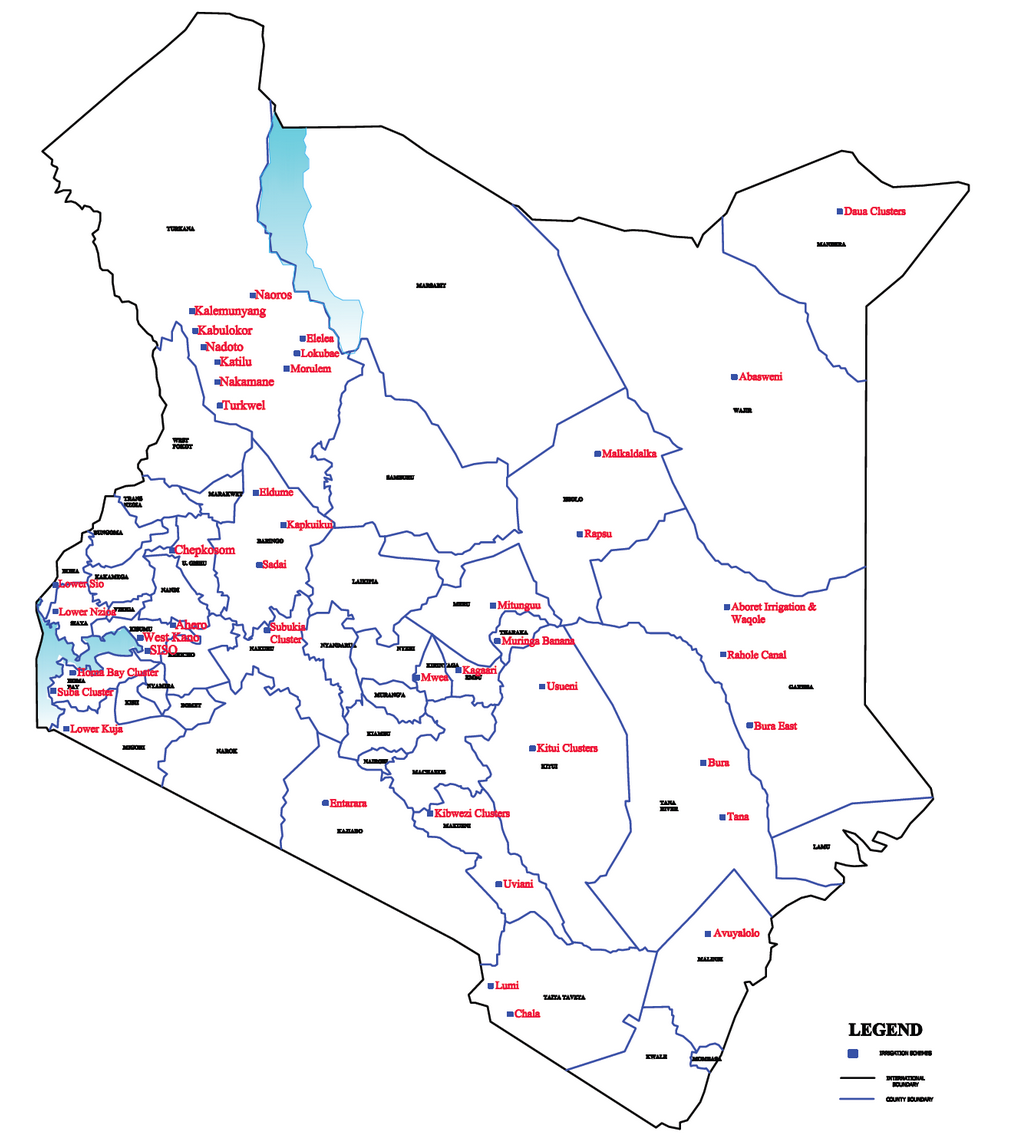 Daua Clusters
TURKANA
MANDERA
MARSABIT
Naoros
Kalemunyang
Kabulokor
Elelea
Nadoto
Lokubae
Katilu
Morulem
Nakamane
Abasweni
Turkwel
WAJIR
WEST
POKOT
Malkaldalka
SAMBURU
Eldume
MARAKWET
TRANS
NZOIA
ISIOLO
Kapkuikui
BUNGOMA
Rapsu
BARINGO
Chepkosom
U. GISHU
Sadai
BUSIA
KAKAMEGA
LAIKIPIA
Lower Sio
NANDI
MERU
Mitunguu
Aboret Irrigation &
Waqole
Lower Nzioa
VIHIGA
SIAYA
Ahero
KISUMU
Subukia
Cluster
THARAKA
West Kano
Muringa Banana
NYANDARUA
NYERI
NAKURU
SISO
KERICHO
Rahole Canal
KIRINYAGA
Homa Bay Cluster
Kagaari
EMBU
Mwea
HOMA
BAY
NYAMIRA
Usueni
GARISSA
Suba Cluster
MURANG'A
KISII
BOMET
Bura East
Lower Kuja
KIAMBU
MIGORI
NAROK
Kitui Clusters
NAIROBI
KITUI
Bura
MACHAKOS
Entarara
TANA
RIVER
Kibwezi Clusters
Tana
MAKUENI
KAJIADO
LAMU
Uviani
Avuyalolo
MALINDI
Lumi
TAITA TAVETA
Chala
LEGEND
IRRIGATION SCHEMES
KWALE
MOMBASA
INTERNATIONAL
BOUNDARY
COUNTY BOUNDARY